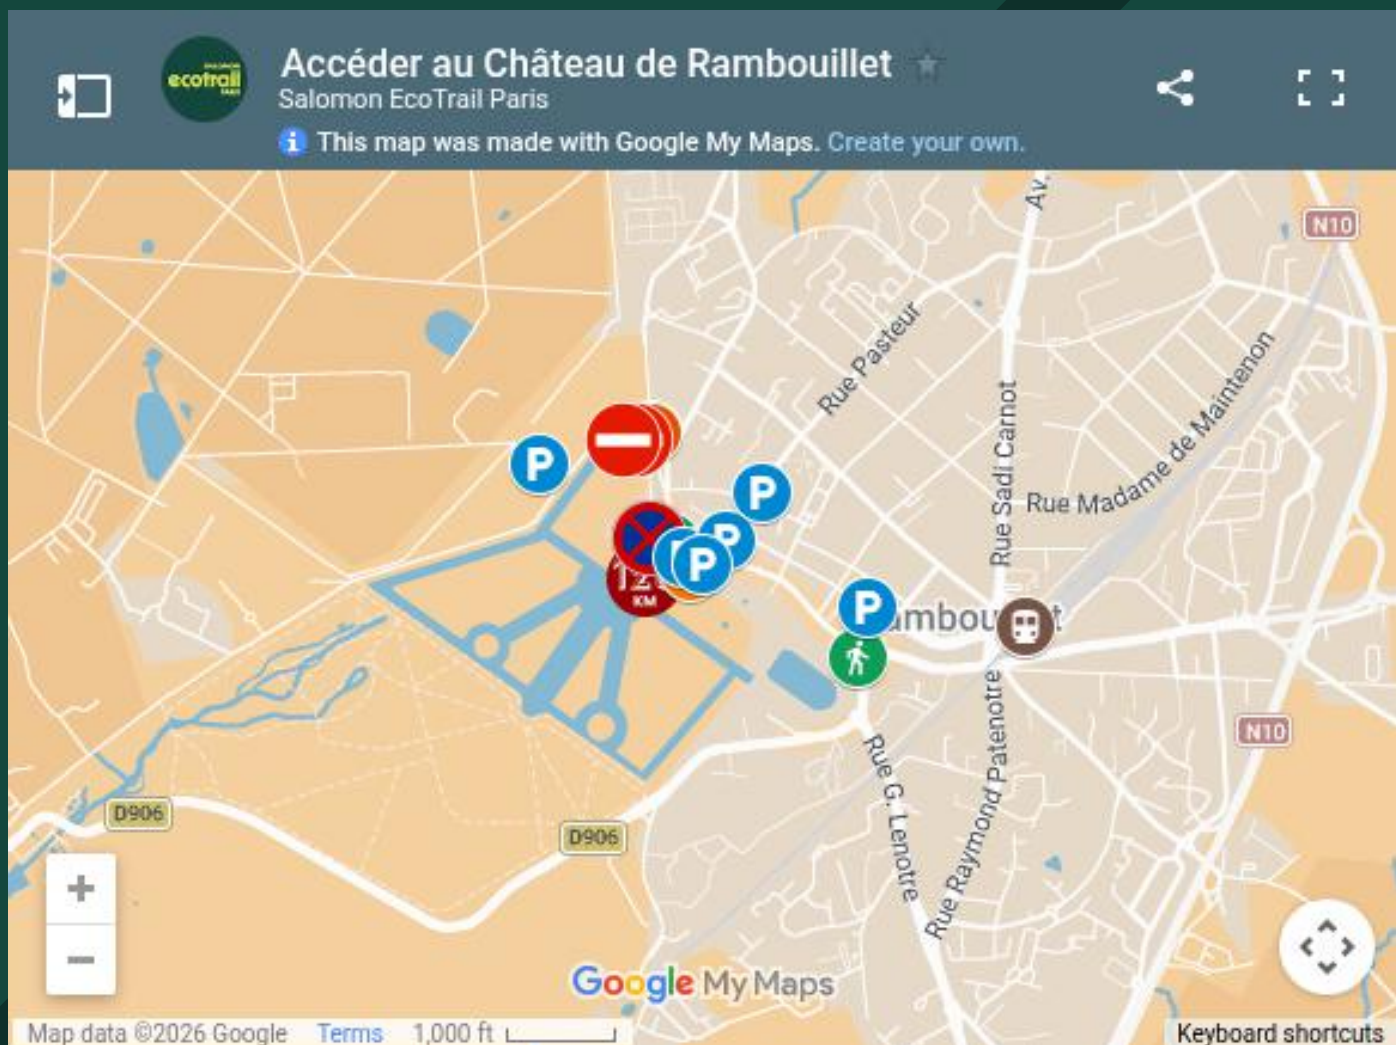 SALOMON
ecotrail
PARIS
Accéder au Château de Rambouillet
Salomon EcoTrail Paris
This map was made with Google My Maps. Create your own.
Av.
N10
Rue Pasteur
Rue Sadi Carnot
Rue Madame de Maintenon
P
P
P
P
P
KM
N10
Rue Raymond Patenotre
Rue G. Lenotre
D906
D906
Google My Maps
Map data ©2026 Google Terms 1,000 ft
Keyboard shortcuts